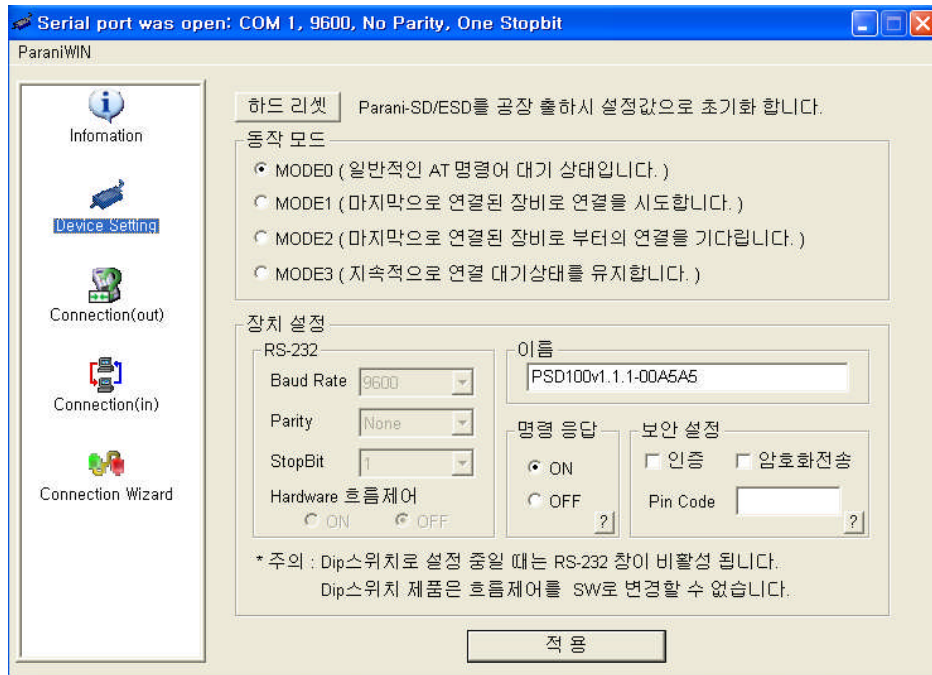 Serial port was open: COM 1, 9600, No Parity, One Stopbit
ParaniWIN
Infomation
Device Setting
Connection(out)
Connection(in)
Connection Wizard
하드 리셋
Parani-SD/ESD를 공장 출하시 설정값으로 초기화 합니다.
동작 모드
MODE0 ( 일반적인 AT 명령어 대기 상태입니다. )
MODE1 ( 마지막으로 연결된 장비로 연결을 시도합니다. )
MODE2 ( 마지막으로 연결된 장비로 부터의 연결을 기다립니다. )
MODE3 ( 지속적으로 연결 대기상태를 유지합니다. )
장치 설정
RS-232
Baud Rate 9600
Parity None
StopBit 1
Hardware 흐름제어
ON OFF
이름
PSD100v1.1.1-00A5A5
명령 응답
ON
OFF
?
보안 설정
인증 암호화전송
Pin Code
?
* 주의 : Dip스위치로 설정 중일 때는 RS-232 창이 비활성 됩니다.
Dip스위치 제품은 흐름제어를 SW로 변경할 수 없습니다.
적 용